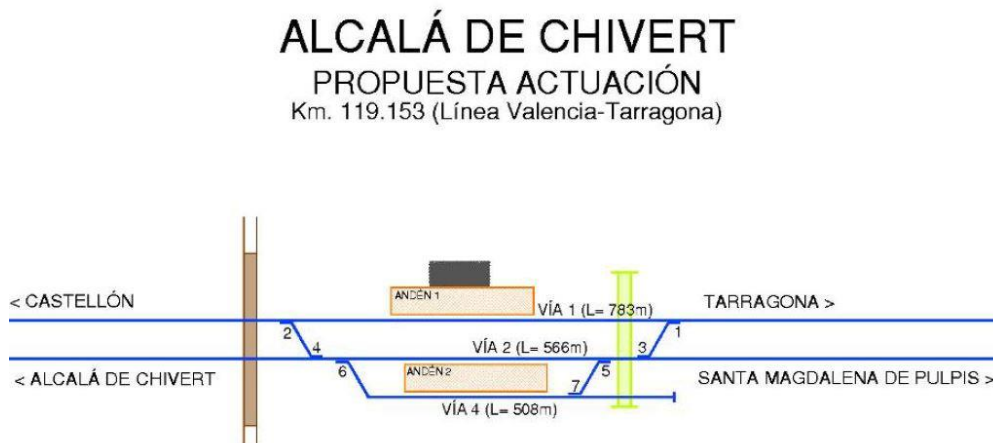 ALCALÁ DE CHIVERT
PROPUESTA ACTUACIÓN
Km. 119.153 (Línea Valencia-Tarragona)
< CASTELLÓN
ANDÉN 1
VÍA 1 (L= 783m)
TARRAGONA >
2
1
4
VÍA 2 (L= 566m)
3
< ALCALÁ DE CHIVERT
6
ANDÉN 2
5
7
SANTA MAGDALENA DE PULPIS >
VÍA 4 (L= 508m)